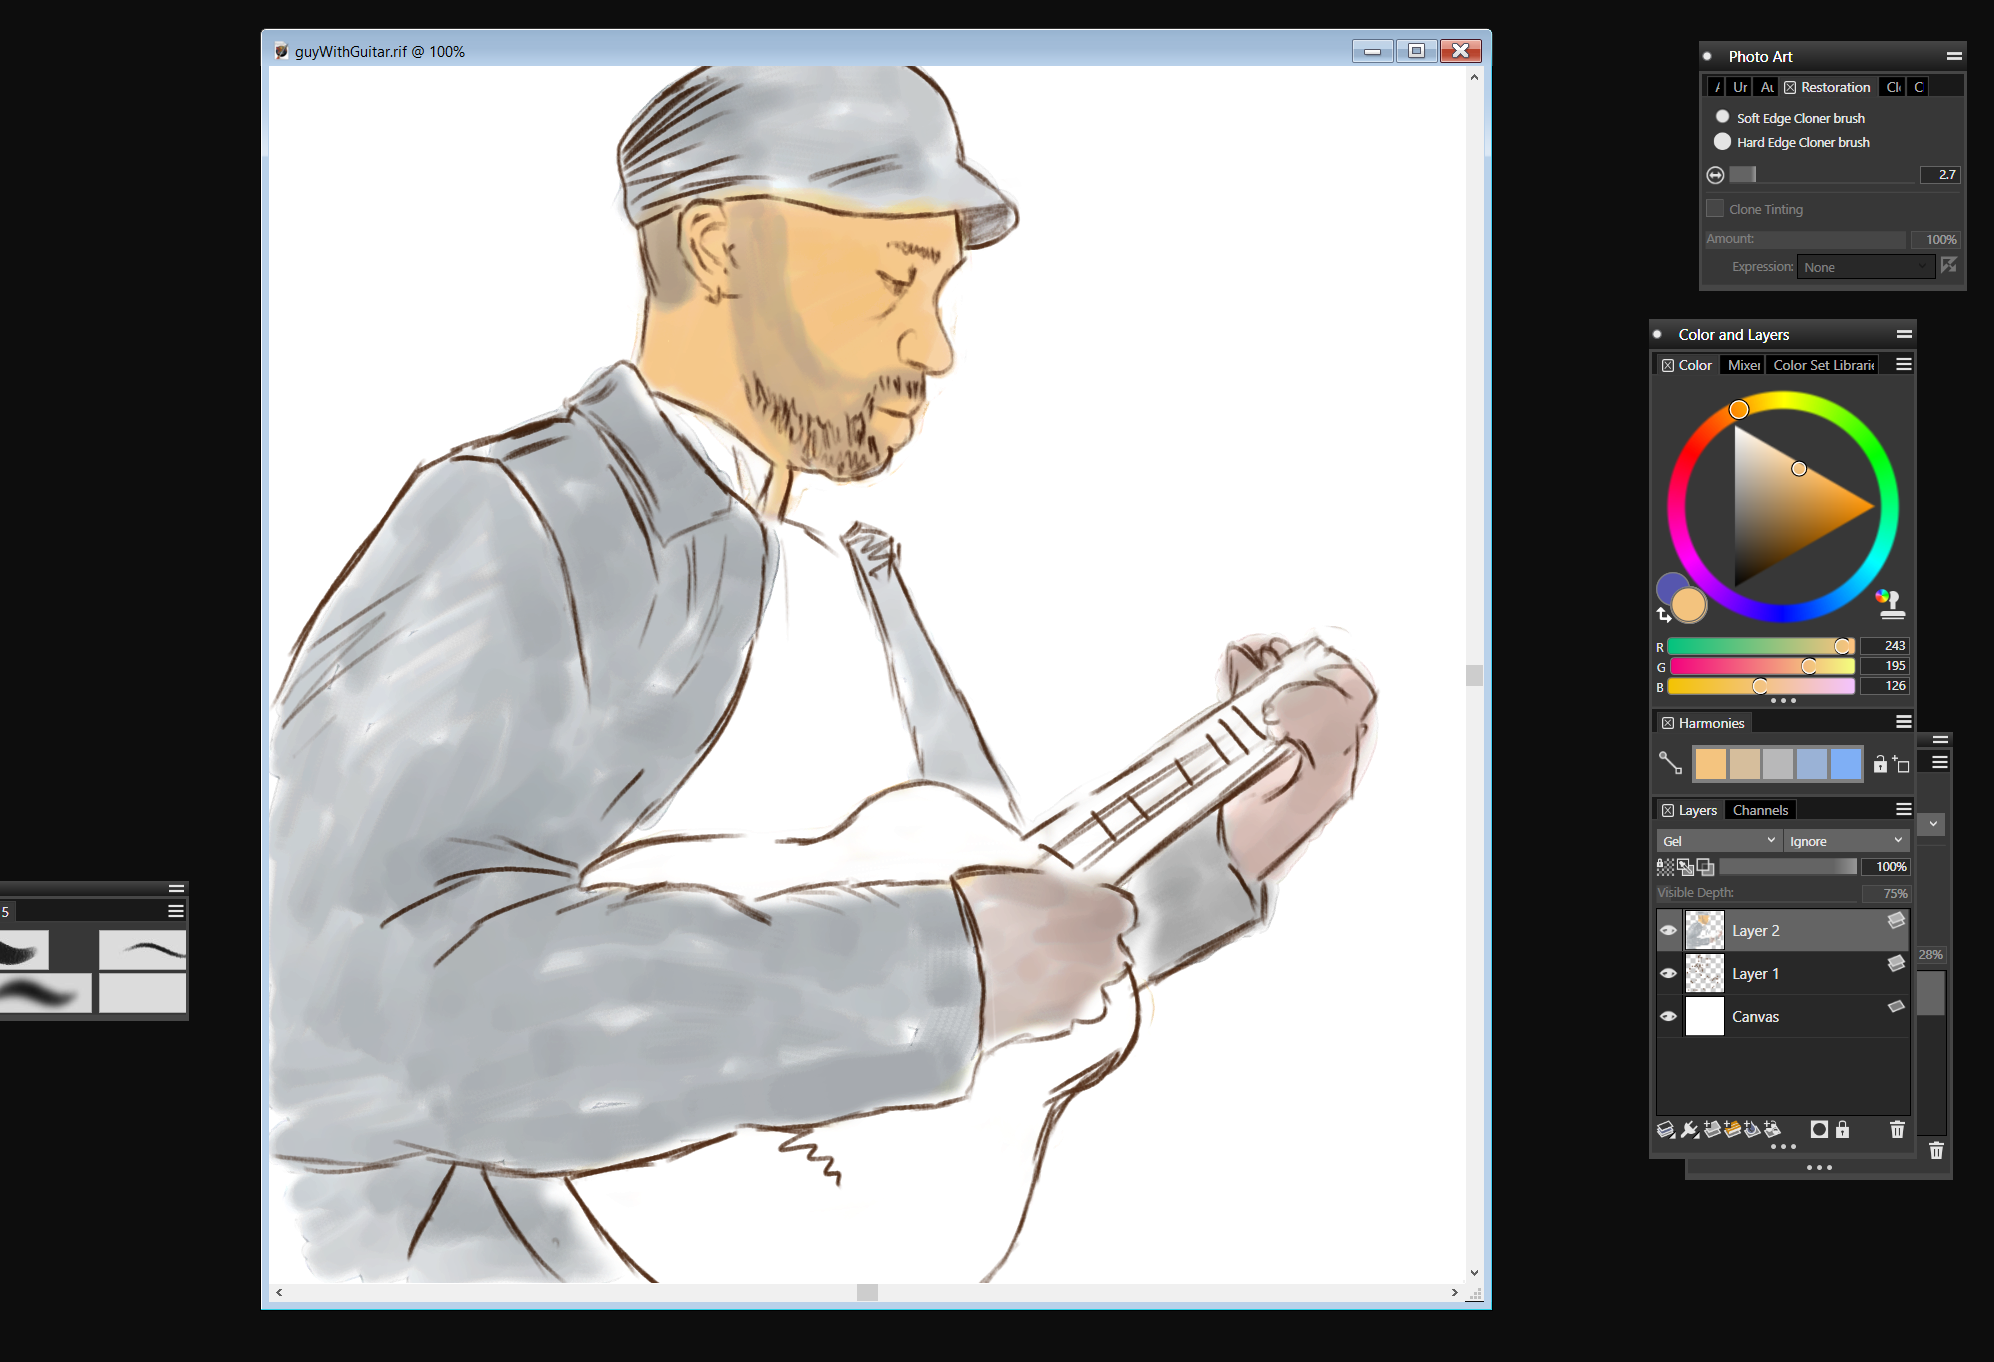 guyWithGuitar.rif @ 100%
Photo Art
Ur Au Restoration Cl C
Soft Edge Cloner brush
Hard Edge Cloner brush
2.7
Clone Tinting
Amount: 100%
Expression: None
Color and Layers
Color Mixer Color Set Librarie
R 243
G 195
B 126
Harmonies
Layers Channels
Gel Ignore
100%
Visible Depth: 75%
Layer 2
28%
Layer 1
Canvas
5